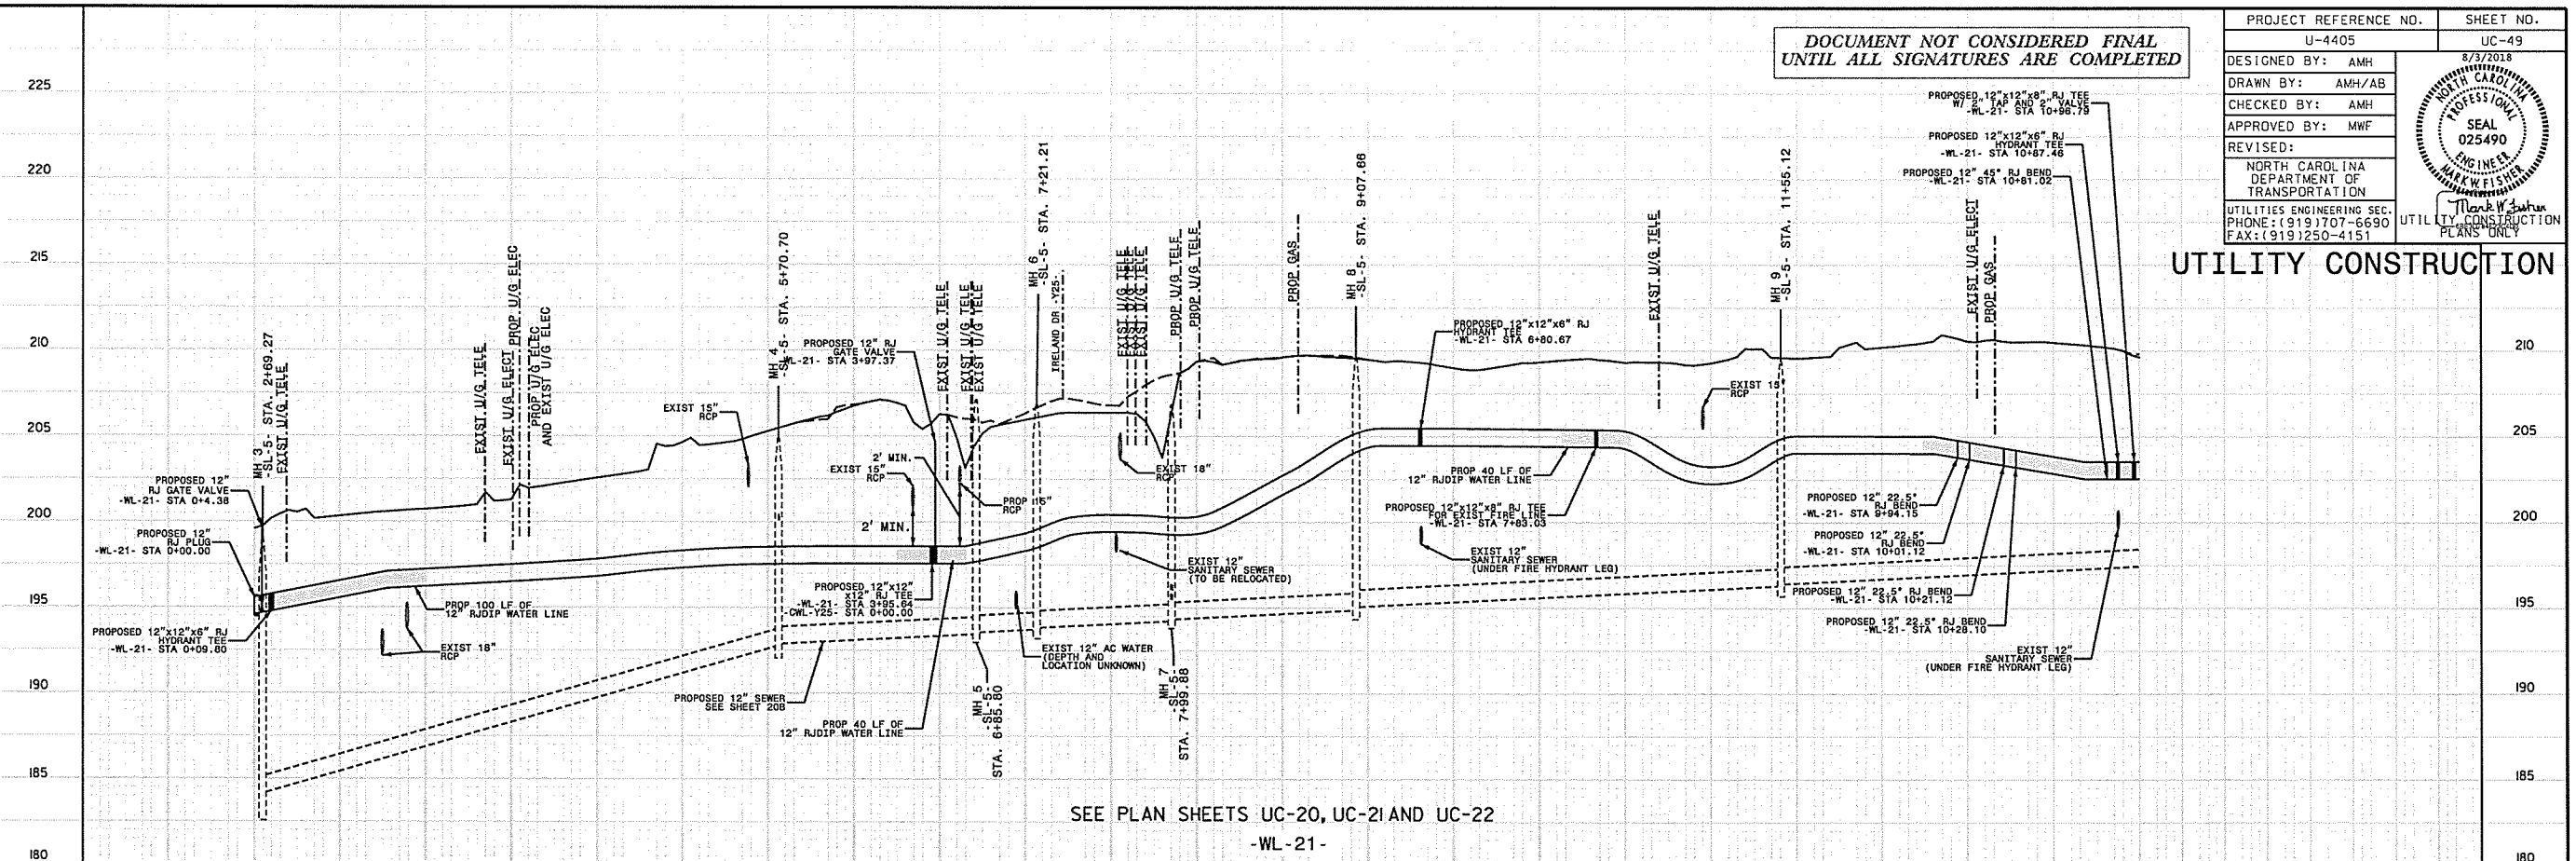 PROJECT REFERENCE NO.
SHEET NO.
U-4405
UC-49
DESIGNED BY: AMH
DRAWN BY: AMH/AB
CHECKED BY: AMH
APPROVED BY: MWF
REVISED:
NORTH CAROLINA
DEPARTMENT OF
TRANSPORTATION
UTILITIES ENGINEERING SEC.
PHONE:(919)707-6690
FAX:(919)250-4151
8/3/2018
NORTH CAROLINA
PROFESSIONAL
SEAL
025490
ENGINEER
MARK W. FISHER
Mark W. Fisher
UTILITY CONSTRUCTION
PLANS ONLY
DOCUMENT NOT CONSIDERED FINAL
UNTIL ALL SIGNATURES ARE COMPLETED
UTILITY CONSTRUCTION
225
220
215
210
205
200
195
190
185
180
210
205
200
195
190
185
180
PROPOSED 12"
RJ GATE VALVE
-WL-21- STA 0+4.38
PROPOSED 12"
RJ PLUG
-WL-21- STA 0+00.00
PROPOSED 12"x12"x6" RJ
HYDRANT TEE
-WL-21- STA 0+09.80
MH 3
-SL-5- STA. 2+69.27
EXIST U/G TELE
PROP 100 LF OF
12" RJDIP WATER LINE
EXIST 18"
RCP
EXIST U/G TELE
EXIST U/G ELECT
PROP U/G ELEC
PROP U/G ELEC
AND EXIST U/G ELEC
EXIST 15"
RCP
MH 4
-SL-5- STA. 5+70.70
PROPOSED 12" RJ
GATE VALVE
-WL-21- STA 3+97.37
EXIST 15"
RCP
2' MIN.
2' MIN.
PROP 15"
RCP
PROPOSED 12"x12"
x12" RJ TEE
-WL-21- STA 3+95.64
-CWL-Y25- STA 0+00.00
PROPOSED 12" SEWER
SEE SHEET 20B
PROP 40 LF OF
12" RJDIP WATER LINE
EXIST U/G TELE
EXIST U/G TELE
EXIST U/G TELE
MH 5
-SL-5-
STA. 6+85.80
MH 6
-SL-5- STA. 7+21.21
IRELAND DR -Y25-
EXIST 12" AC WATER
(DEPTH AND
LOCATION UNKNOWN)
EXIST U/G TELE
EXIST U/G TELE
EXIST U/G TELE
EXIST 18"
RCP
EXIST 12"
SANITARY SEWER
(TO BE RELOCATED)
MH 7
-SL-5-
STA. 7+99.88
PROP U/G TELE
PROP U/G TELE
PROP GAS
MH 8
-SL-5- STA. 9+07.66
PROPOSED 12"x12"x6" RJ
HYDRANT TEE
-WL-21- STA 6+80.67
PROP 40 LF OF
12" RJDIP WATER LINE
PROPOSED 12"x12"x8" RJ TEE
FOR EXIST FIRE LINE
-WL-21- STA 7+83.03
EXIST 12"
SANITARY SEWER
(UNDER FIRE HYDRANT LEG)
EXIST U/G TELE
EXIST 15"
RCP
MH 9
-SL-5- STA. 11+55.12
PROPOSED 12"x12"x8" RJ TEE
W/ 2" TAP AND 2" VALVE
-WL-21- STA 10+96.79
PROPOSED 12"x12"x6" RJ
HYDRANT TEE
-WL-21- STA 10+87.46
PROPOSED 12" 45° RJ BEND
-WL-21- STA 10+81.02
EXIST U/G ELECT
PROP GAS
PROPOSED 12" 22.5°
RJ BEND
-WL-21- STA 9+94.15
PROPOSED 12" 22.5°
RJ BEND
-WL-21- STA 10+01.12
PROPOSED 12" 22.5° RJ BEND
-WL-21- STA 10+21.12
PROPOSED 12" 22.5° RJ BEND
-WL-21- STA 10+28.10
EXIST 12"
SANITARY SEWER
(UNDER FIRE HYDRANT LEG)
SEE PLAN SHEETS UC-20, UC-21 AND UC-22
-WL-21-